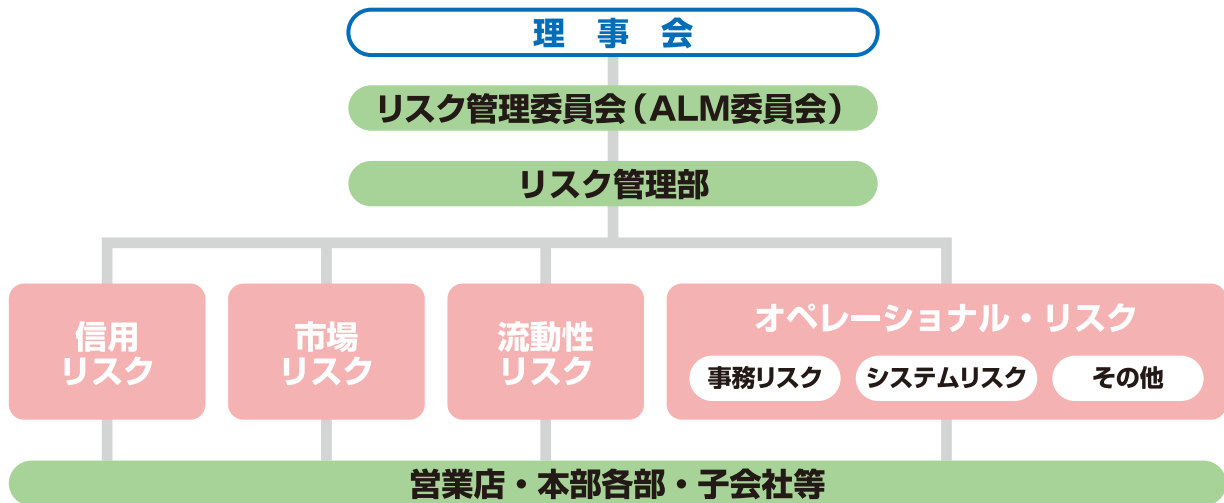 理事会
リスク管理委員会（ALM委員会）
リスク管理部
信用
リスク
市場
リスク
流動性
リスク
オペレーショナル・リスク
事務リスク
システムリスク
その他
営業店・本部各部・子会社等